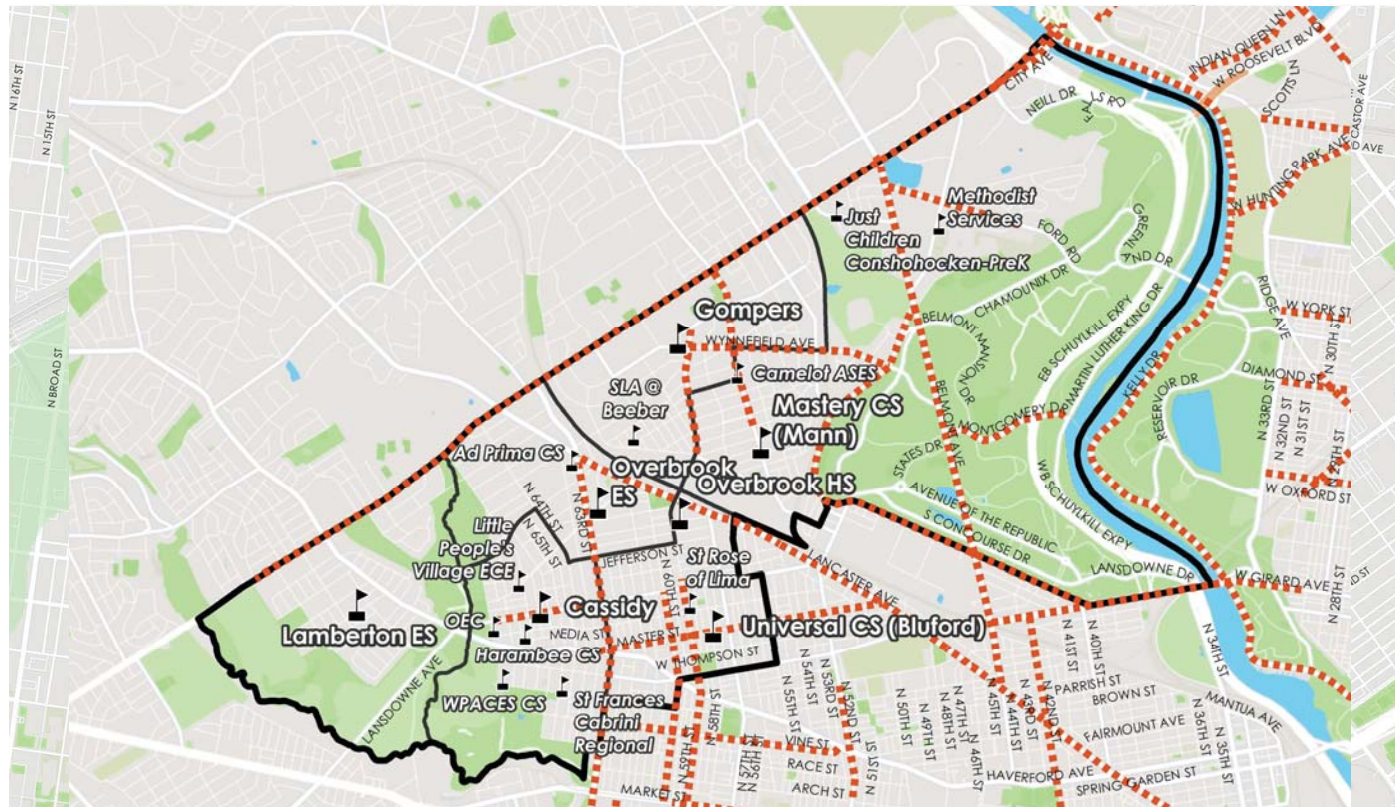 N 16TH ST
N 15TH ST
N BROAD ST
CITY AVE
NEILL DR
FALLS RD
INDIAN QUEEN LN
W ROOSEVELT BLVD
SCOTTS LN
CASTOR AVE
W HUNTING PARK AVE
D AVE
Just
Children
Conshohocken-PreK
Methodist
Services
FORD RD
GREENLAND DR
CHAMOUNIX DR
BELMONT MANSION DR
EB SCHUYLKILL EXPY
MARTIN LUTHER KING DR
KELLY DR
RIDGE AVE
W YORK ST
N 30TH ST
RESERVOIR DR
DIAMOND ST
N 33RD ST
N 32ND ST
N 31ST ST
N 29TH ST
W OXFORD ST
Gompers
WYNNEFIELD AVE
Camelot ASES
SLA @
Beeber
Mastery CS
(Mann)
BELMONT AVE
MONTGOMERY DR
STATES DR
AVENUE OF THE REPUBLIC
S CONCOURSE DR
WB SCHUYLKILL EXPY
LANSDOWNE DR
W GIRARD AVE
D ST
N 28TH ST
Ad Prima CS
Overbrook
ES
Overbrook HS
N 64TH ST
N 65TH ST
N 63RD ST
Little
People's
Village ECE
JEFFERSON ST
N 60TH ST
St Rose
of Lima
LANCASTER AVE
Lamberton ES
OEC
Cassidy
MEDIA ST
MASTER ST
Universal CS (Bluford)
Harambee CS
W THOMPSON ST
LANSDOWNE AVE
WPACES CS
St Frances
Cabrini
Regional
N 59TH ST
N 58TH ST
N 57TH ST
N 56TH ST
N 55TH ST
N 54TH ST
N 53RD ST
N 52ND ST
N 51ST ST
N 50TH ST
N 49TH ST
N 48TH ST
N 47TH ST
N 46TH ST
N 45TH ST
N 44TH ST
N 43RD ST
N 42ND ST
N 41ST ST
N 40TH ST
N 36TH ST
N 35TH ST
N 34TH ST
PARRISH ST
BROWN ST
FAIRMOUNT AVE
MANTUA AVE
VINE ST
RACE ST
ARCH ST
HAVERFORD AVE
SPRING GARDEN ST
MARKET ST